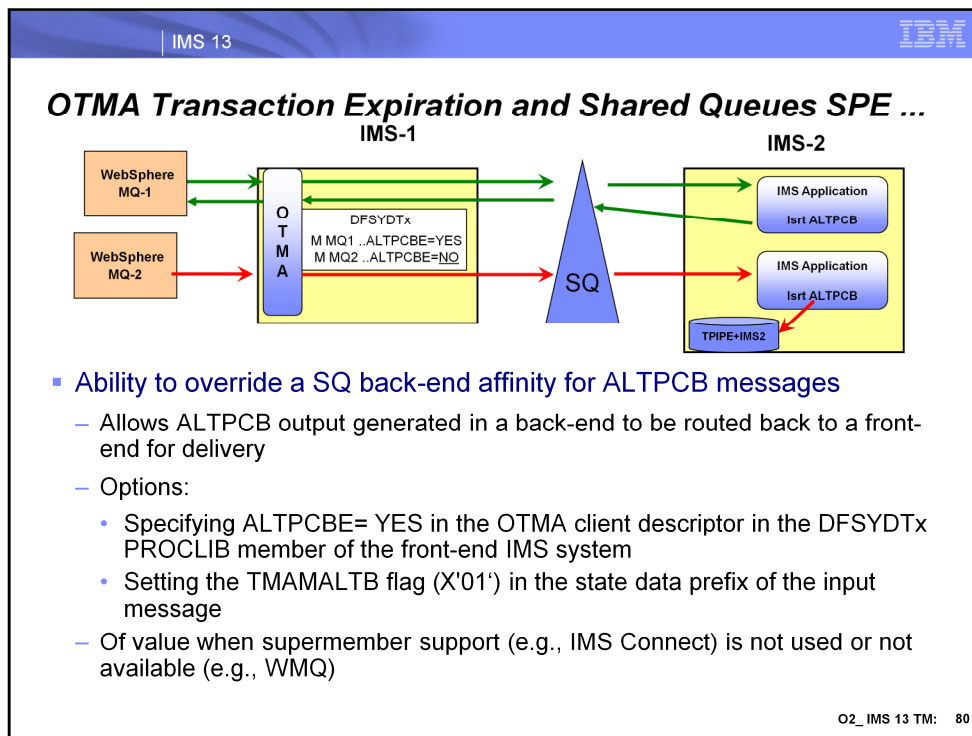 IMS 13
IBM
OTMA Transaction Expiration and Shared Queues SPE ...
IMS-1
IMS-2
WebSphere
MQ-1
WebSphere
MQ-2
O
T
M
A
DFSYDTx
M MQ1 ..ALTPCBE=YES
M MQ2 ..ALTPCBE=NO
SQ
IMS Application
Isrt ALTPCB
IMS Application
Isrt ALTPCB
TPIPE+IMS2
▪ Ability to override a SQ back-end affinity for ALTPCB messages
– Allows ALTPCB output generated in a back-end to be routed back to a front-
end for delivery
– Options:
• Specifying ALTPCBE= YES in the OTMA client descriptor in the DFSYDTx
PROCLIB member of the front-end IMS system
• Setting the TMAMALTB flag (X'01‘) in the state data prefix of the input
message
– Of value when supermember support (e.g., IMS Connect) is not used or not
available (e.g., WMQ)
O2_ IMS 13 TM: 80